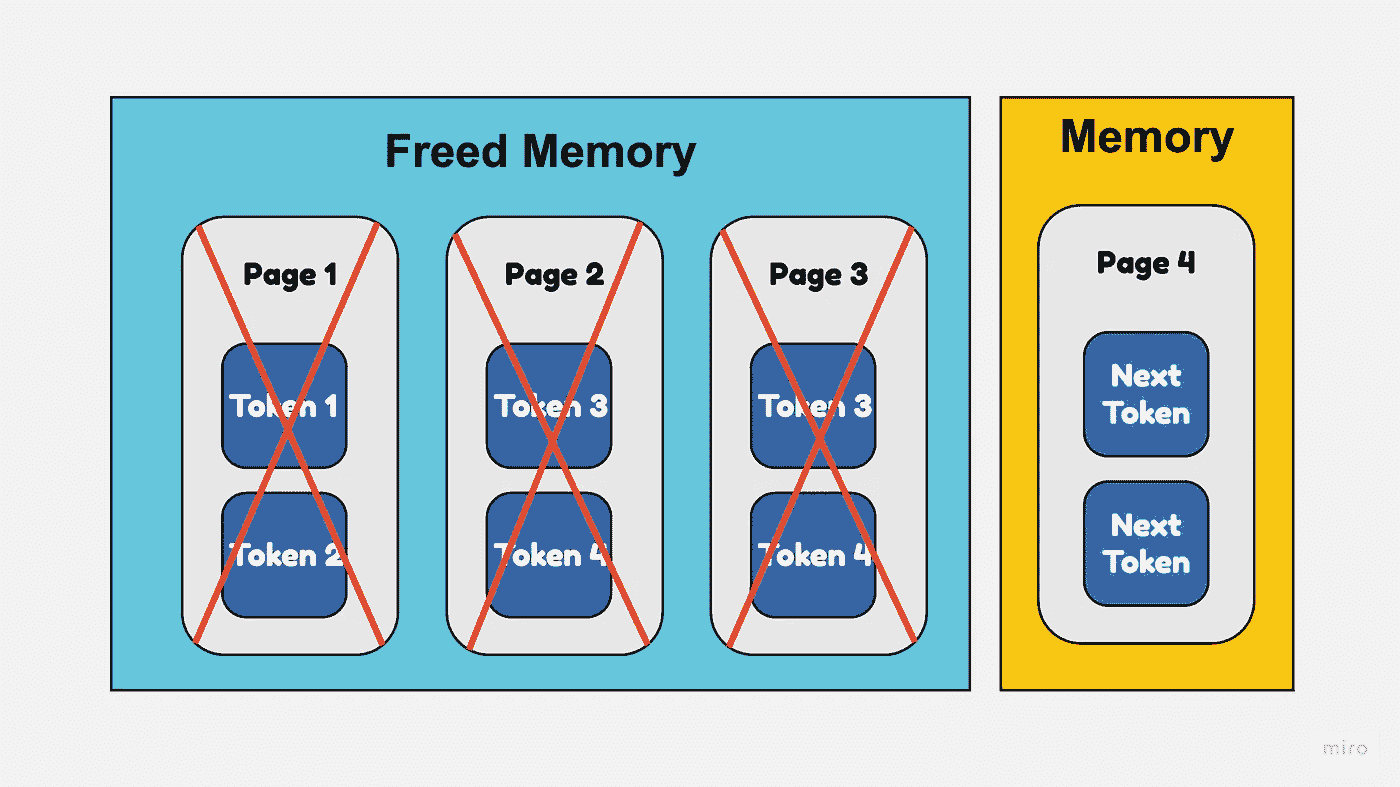 Freed Memory
Page 1
Token 1
Token 2
Page 2
Token 3
Token 4
Page 3
Token 3
Token 4
Memory
Page 4
Next
Token
Next
Token
miro